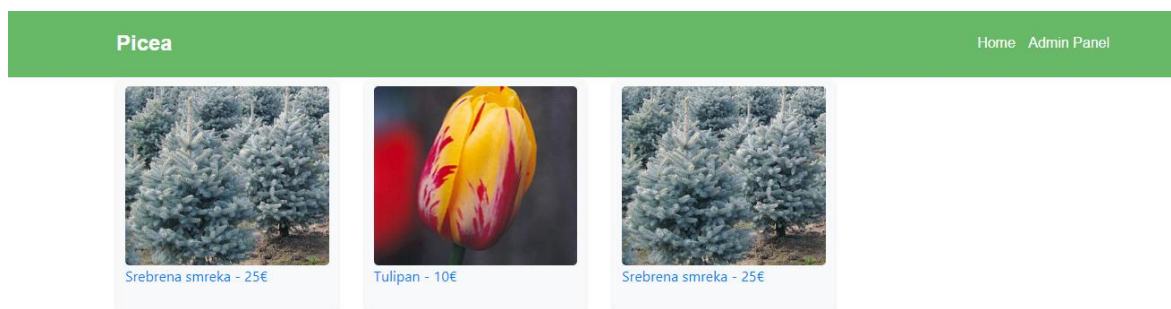 Picea
Home Admin Panel
Srebrena smreka - 25€
Tulipan - 10€
Srebrena smreka - 25€